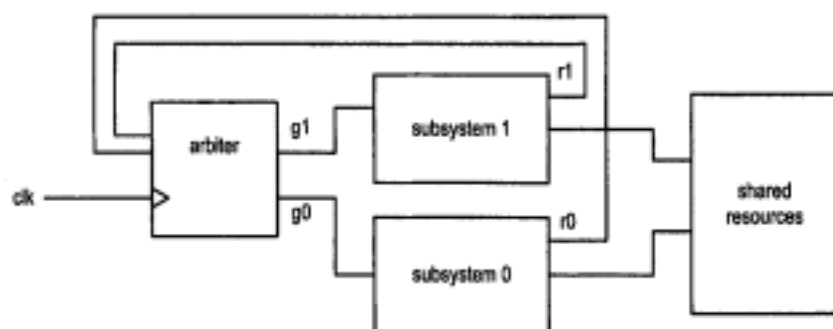 r1
g1
subsystem 1
arbiter
clk
shared
resources
g0
r0
subsystem 0